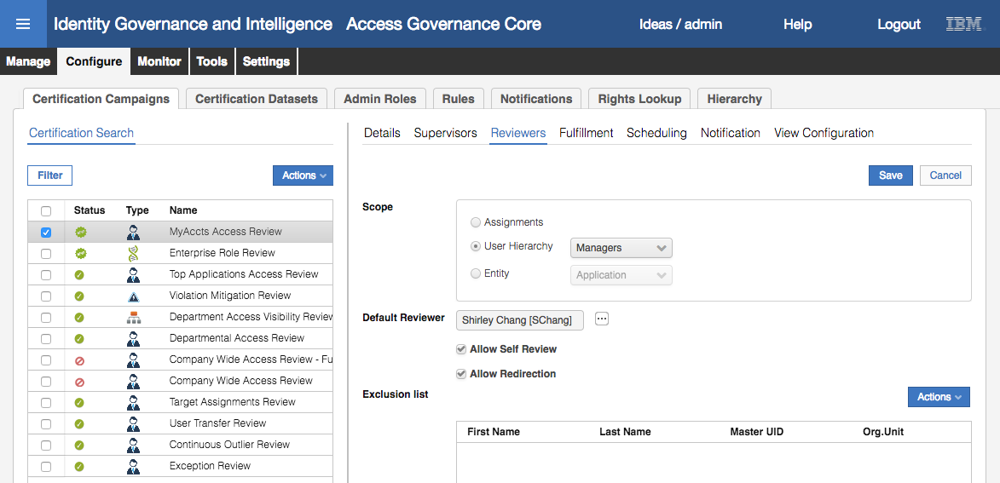 Identity Governance and Intelligence Access Governance Core Ideas / admin Help Logout IBM
Manage Configure Monitor Tools Settings
Certification Campaigns Certification Datasets Admin Roles Rules Notifications Rights Lookup Hierarchy
Certification Search
Details Supervisors Reviewers Fulfillment Scheduling Notification View Configuration
Filter Actions
Save Cancel
Status Type Name
MyAccts Access Review
Enterprise Role Review
Top Applications Access Review
Violation Mitigation Review
Department Access Visibility Review
Departmental Access Review
Company Wide Access Review - Fu
Company Wide Access Review
Target Assignments Review
User Transfer Review
Continuous Outlier Review
Exception Review
Scope
Assignments
User Hierarchy Managers
Entity Application
Default Reviewer Shirley Chang [SChang] ...
Allow Self Review
Allow Redirection
Exclusion list Actions
First Name Last Name Master UID Org.Unit